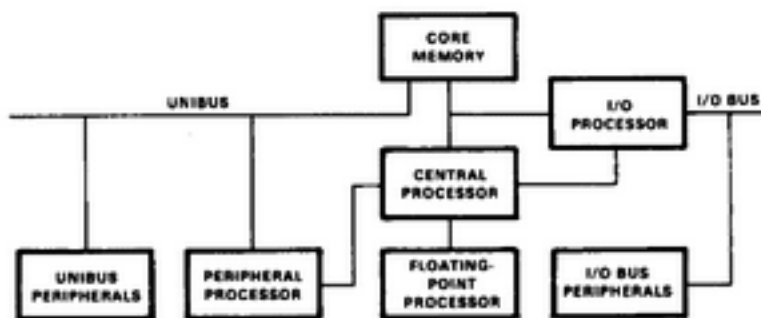 CORE
MEMORY
UNIBUS
I/O
PROCESSOR
I/O BUS
CENTRAL
PROCESSOR
UNIBUS
PERIPHERALS
PERIPHERAL
PROCESSOR
FLOATING-
POINT
PROCESSOR
I/O BUS
PERIPHERALS